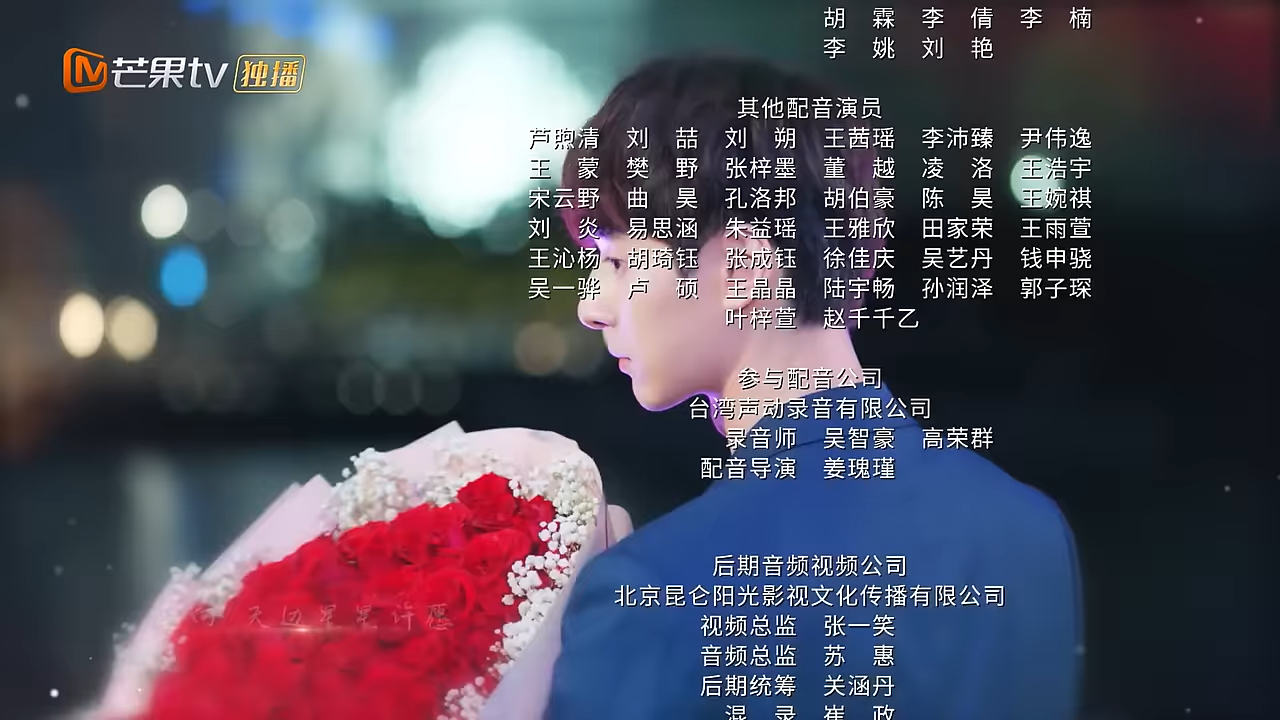 胡 霖 李 倩 李 楠
李 姚 刘 艳
芒果tv 独播
其他配音演员
芦煦清 刘 喆 刘 朔 王茜瑶 李沛臻 尹伟逸
王 蒙 樊 野 张梓墨 董 越 凌 洛 王浩宇
宋云野 曲 昊 孔洛邦 胡伯豪 陈 昊 王婉祺
刘 炎 易思涵 朱益瑶 王雅欣 田家荣 王雨萱
王沁杨 胡琦钰 张成钰 徐佳庆 吴艺丹 钱申骁
吴一骅 卢 硕 王晶晶 陆宇畅 孙润泽 郭子琛
叶梓萱 赵千千乙
参与配音公司
台湾声动录音有限公司
录音师 吴智豪 高荣群
配音导演 姜瑰瑾
后期音频视频公司
北京昆仑阳光影视文化传播有限公司
天边星星许愿
视频总监 张一笑
音频总监 苏 惠
后期统筹 关涵丹
混 录 崔 政